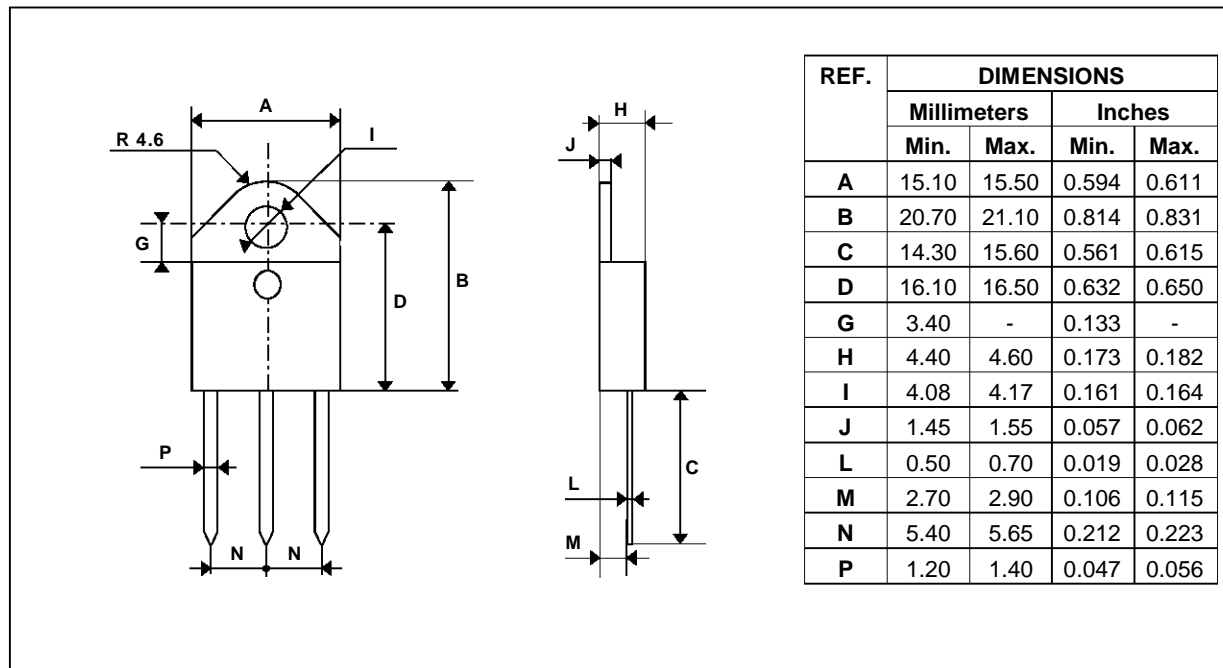 A
R 4.6
I
G
B
D
P
N N
H
J
C
L
M
REF. DIMENSIONS
Millimeters Inches
Min. Max. Min. Max.
A 15.10 15.50 0.594 0.611
B 20.70 21.10 0.814 0.831
C 14.30 15.60 0.561 0.615
D 16.10 16.50 0.632 0.650
G 3.40 - 0.133 -
H 4.40 4.60 0.173 0.182
I 4.08 4.17 0.161 0.164
J 1.45 1.55 0.057 0.062
L 0.50 0.70 0.019 0.028
M 2.70 2.90 0.106 0.115
N 5.40 5.65 0.212 0.223
P 1.20 1.40 0.047 0.056